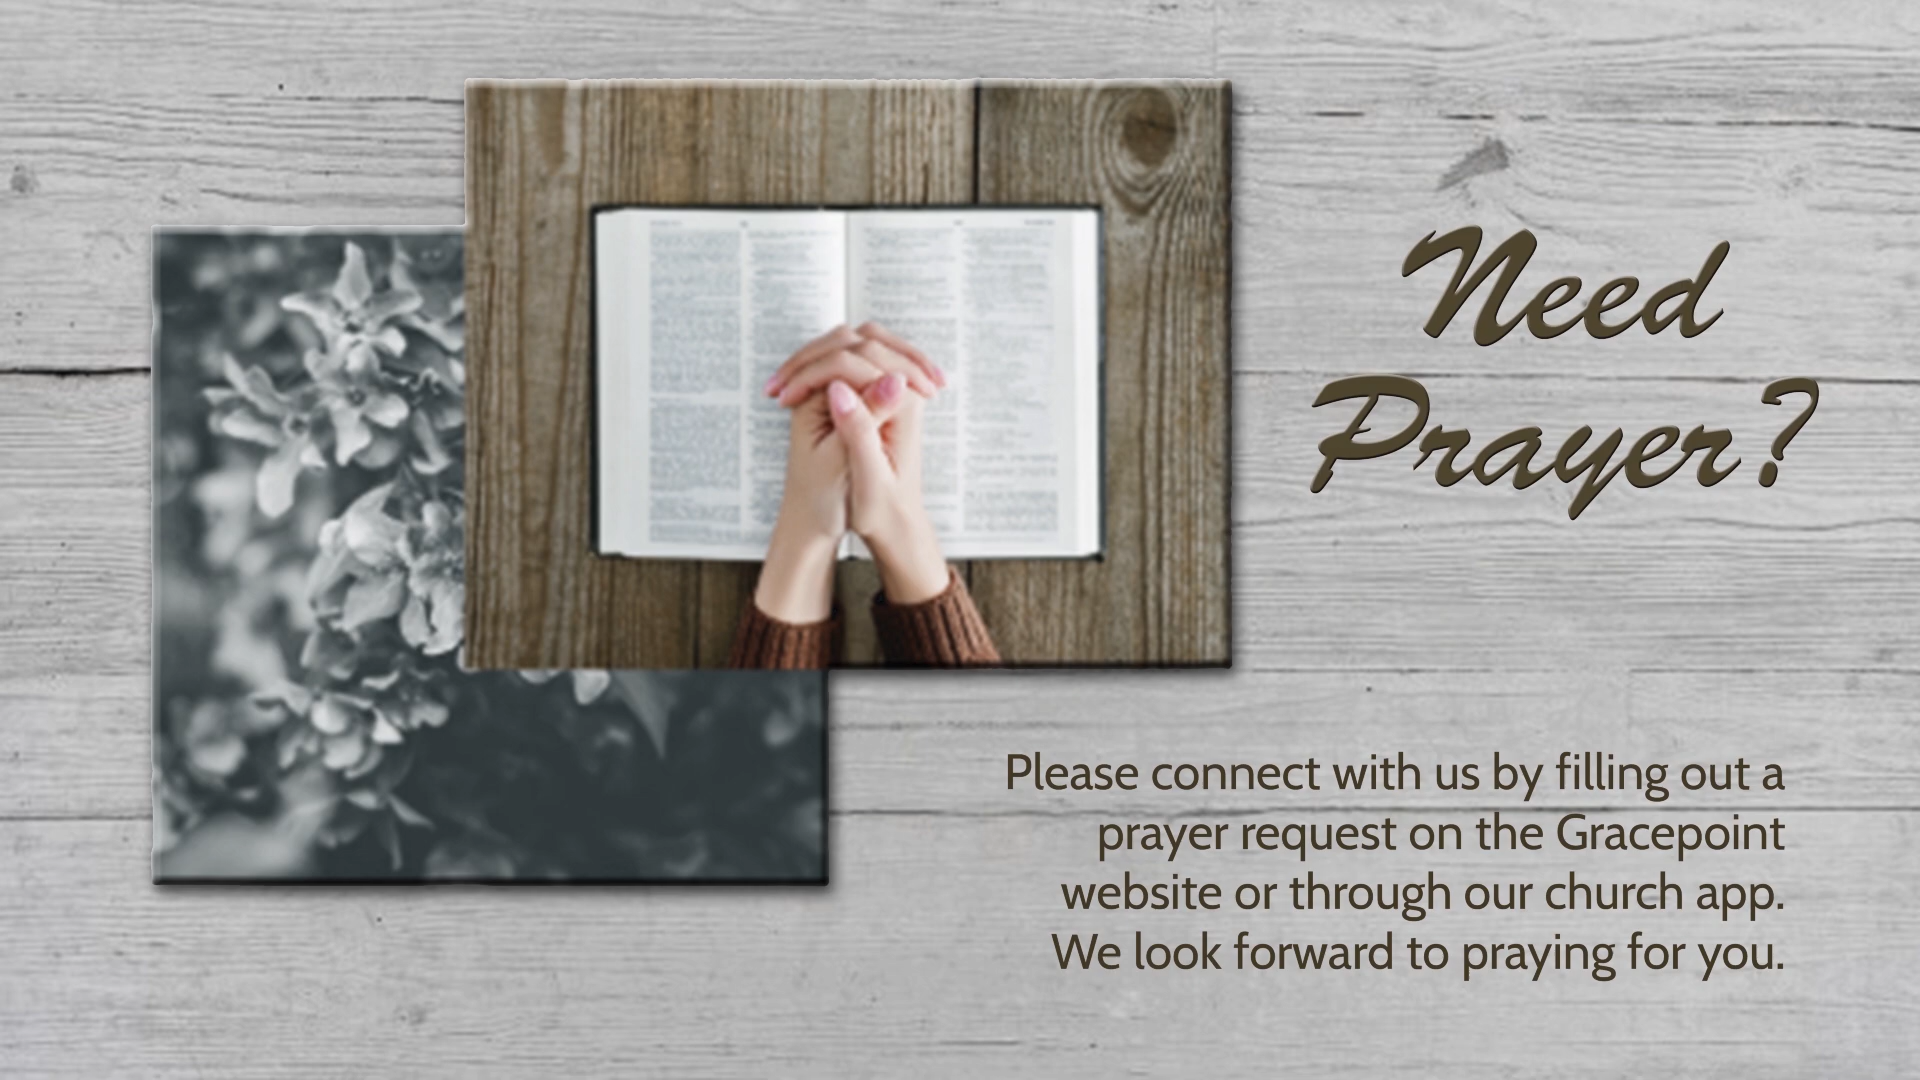 Need
Prayer?
Please connect with us by filling out a
prayer request on the Gracepoint
website or through our church app.
We look forward to praying for you.